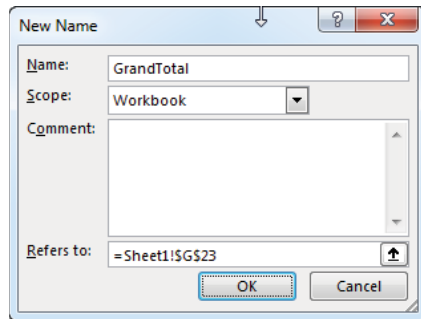 New Name
Name: GrandTotal
Scope: Workbook
Comment:
Refers to: =Sheet1!$G$23
OK Cancel